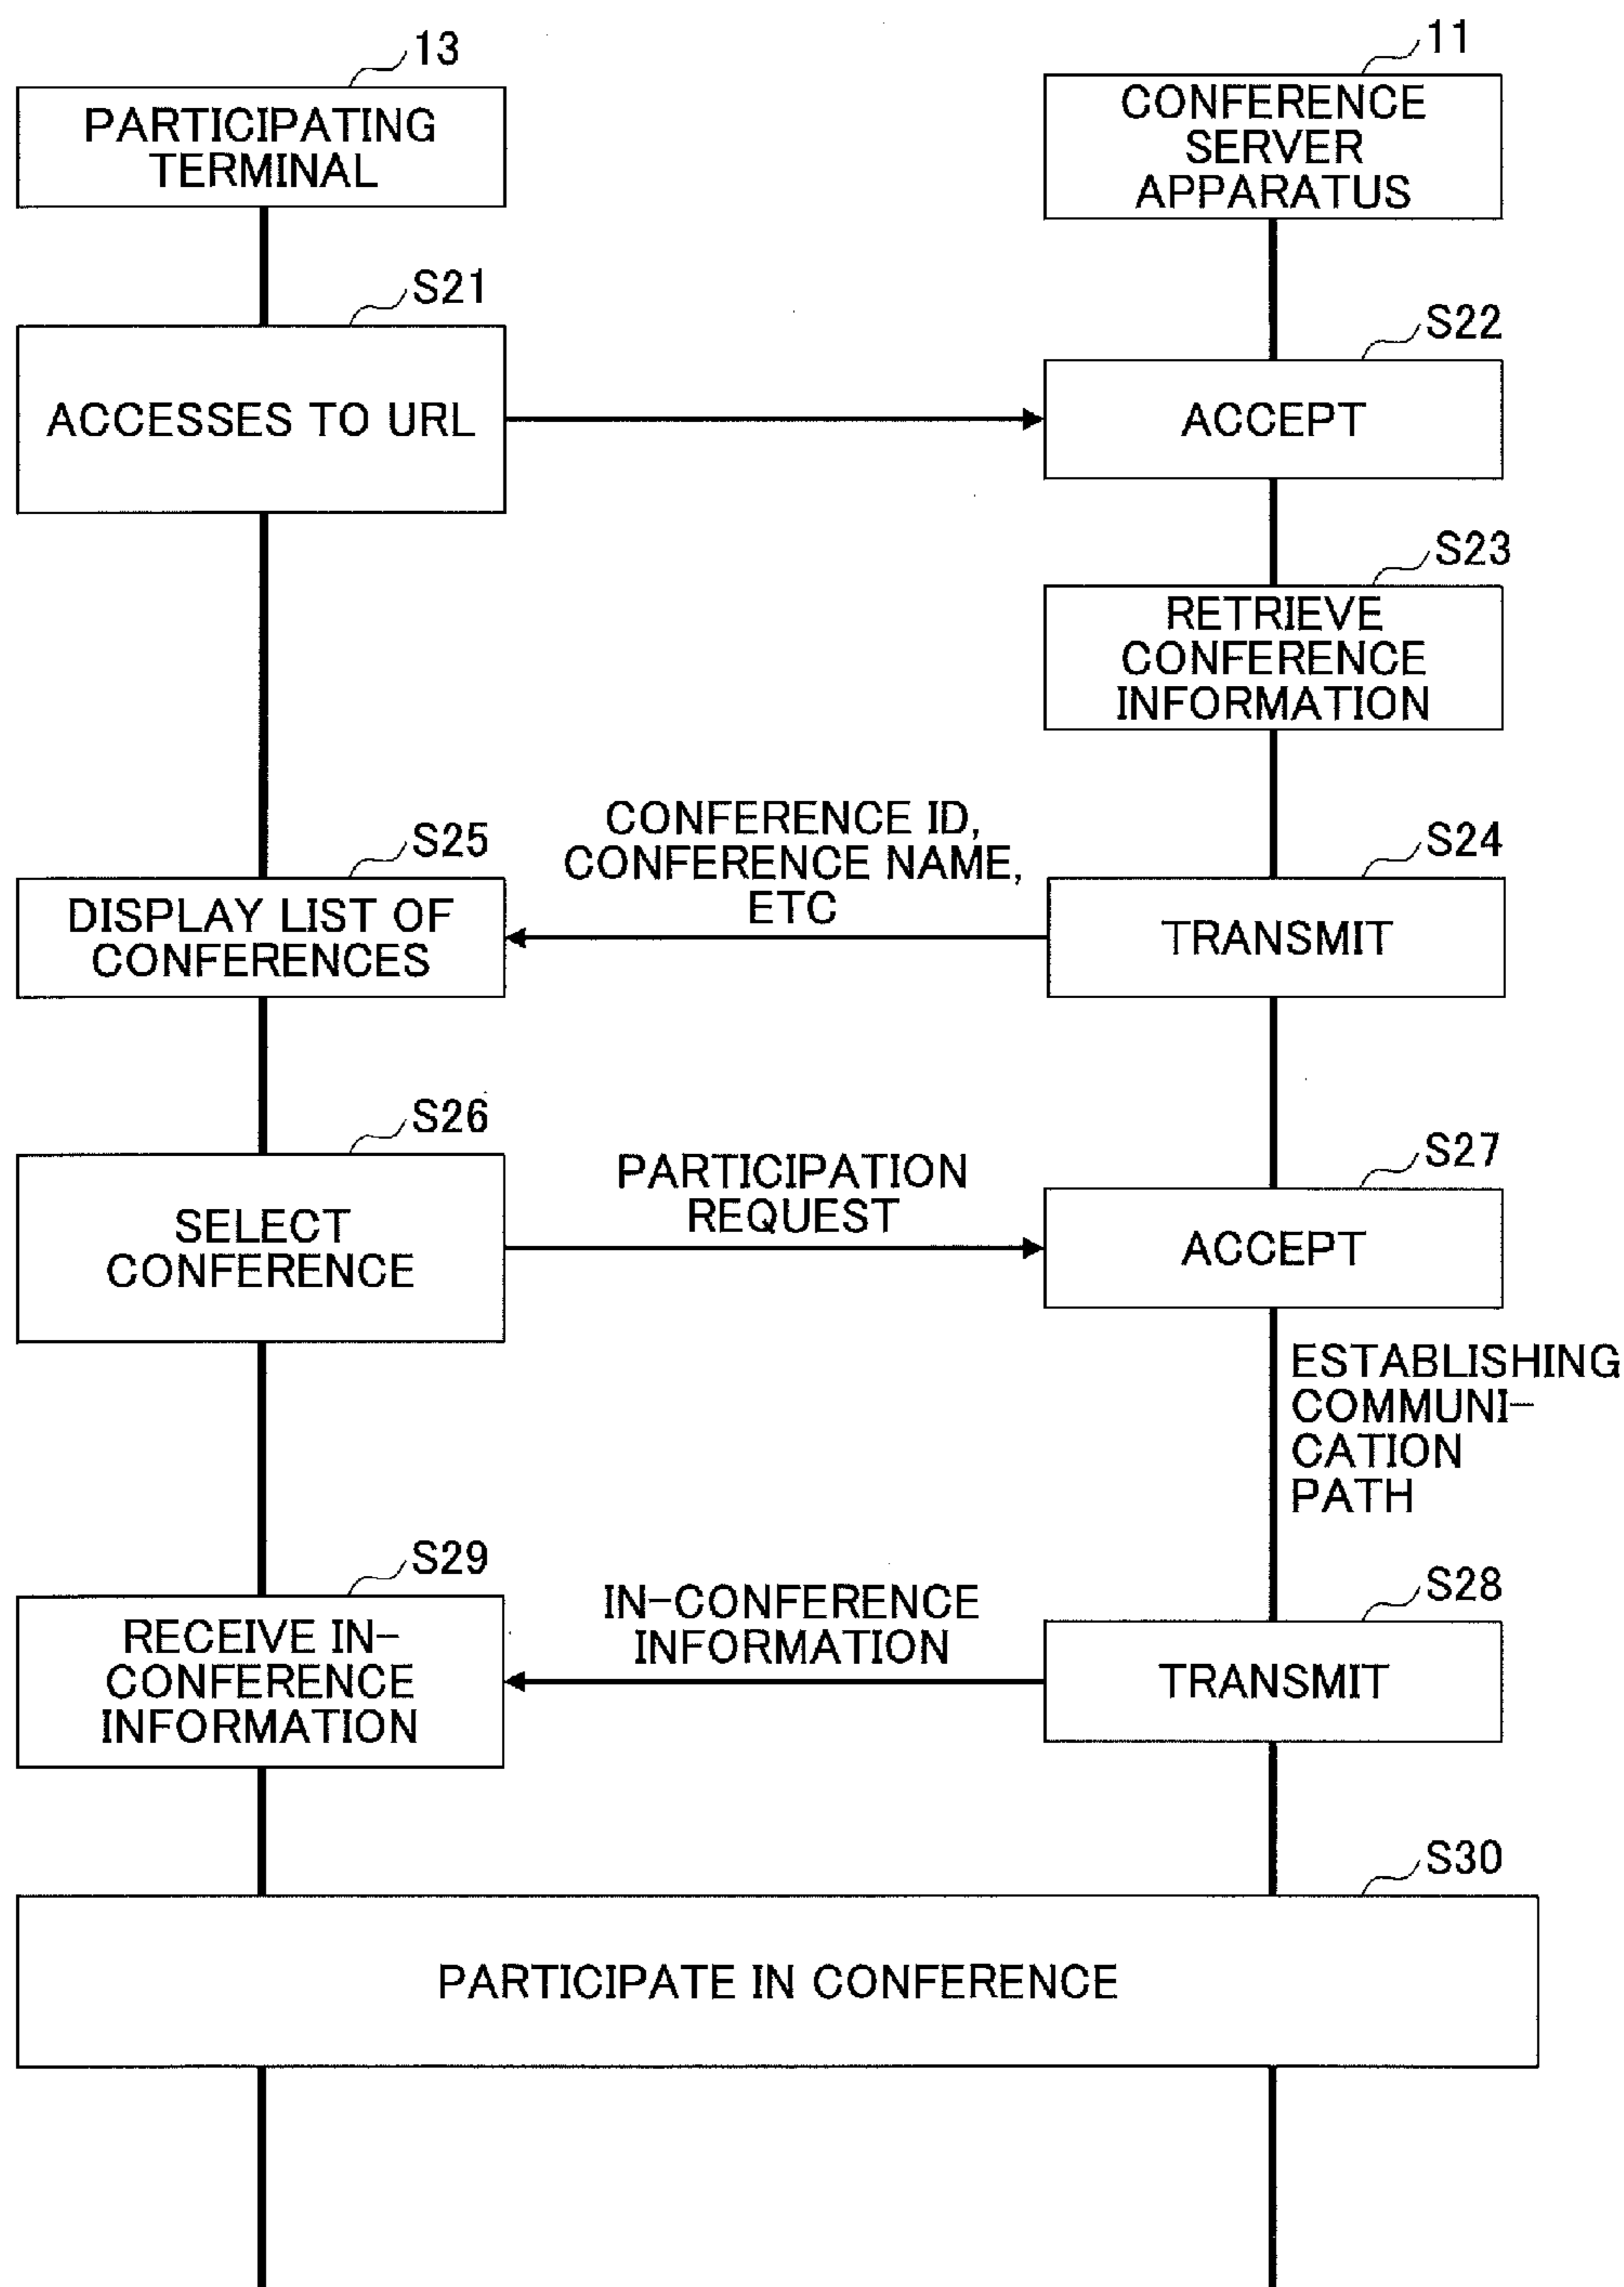 13
PARTICIPATING
TERMINAL
11
CONFERENCE
SERVER
APPARATUS
S21
ACCESSES TO URL
S22
ACCEPT
S23
RETRIEVE
CONFERENCE
INFORMATION
S25
DISPLAY LIST OF
CONFERENCES
CONFERENCE ID,
CONFERENCE NAME,
ETC
S24
TRANSMIT
S26
SELECT
CONFERENCE
PARTICIPATION
REQUEST
S27
ACCEPT
ESTABLISHING
COMMUNI-
CATION
PATH
S29
RECEIVE IN-
CONFERENCE
INFORMATION
IN-CONFERENCE
INFORMATION
S28
TRANSMIT
S30
PARTICIPATE IN CONFERENCE